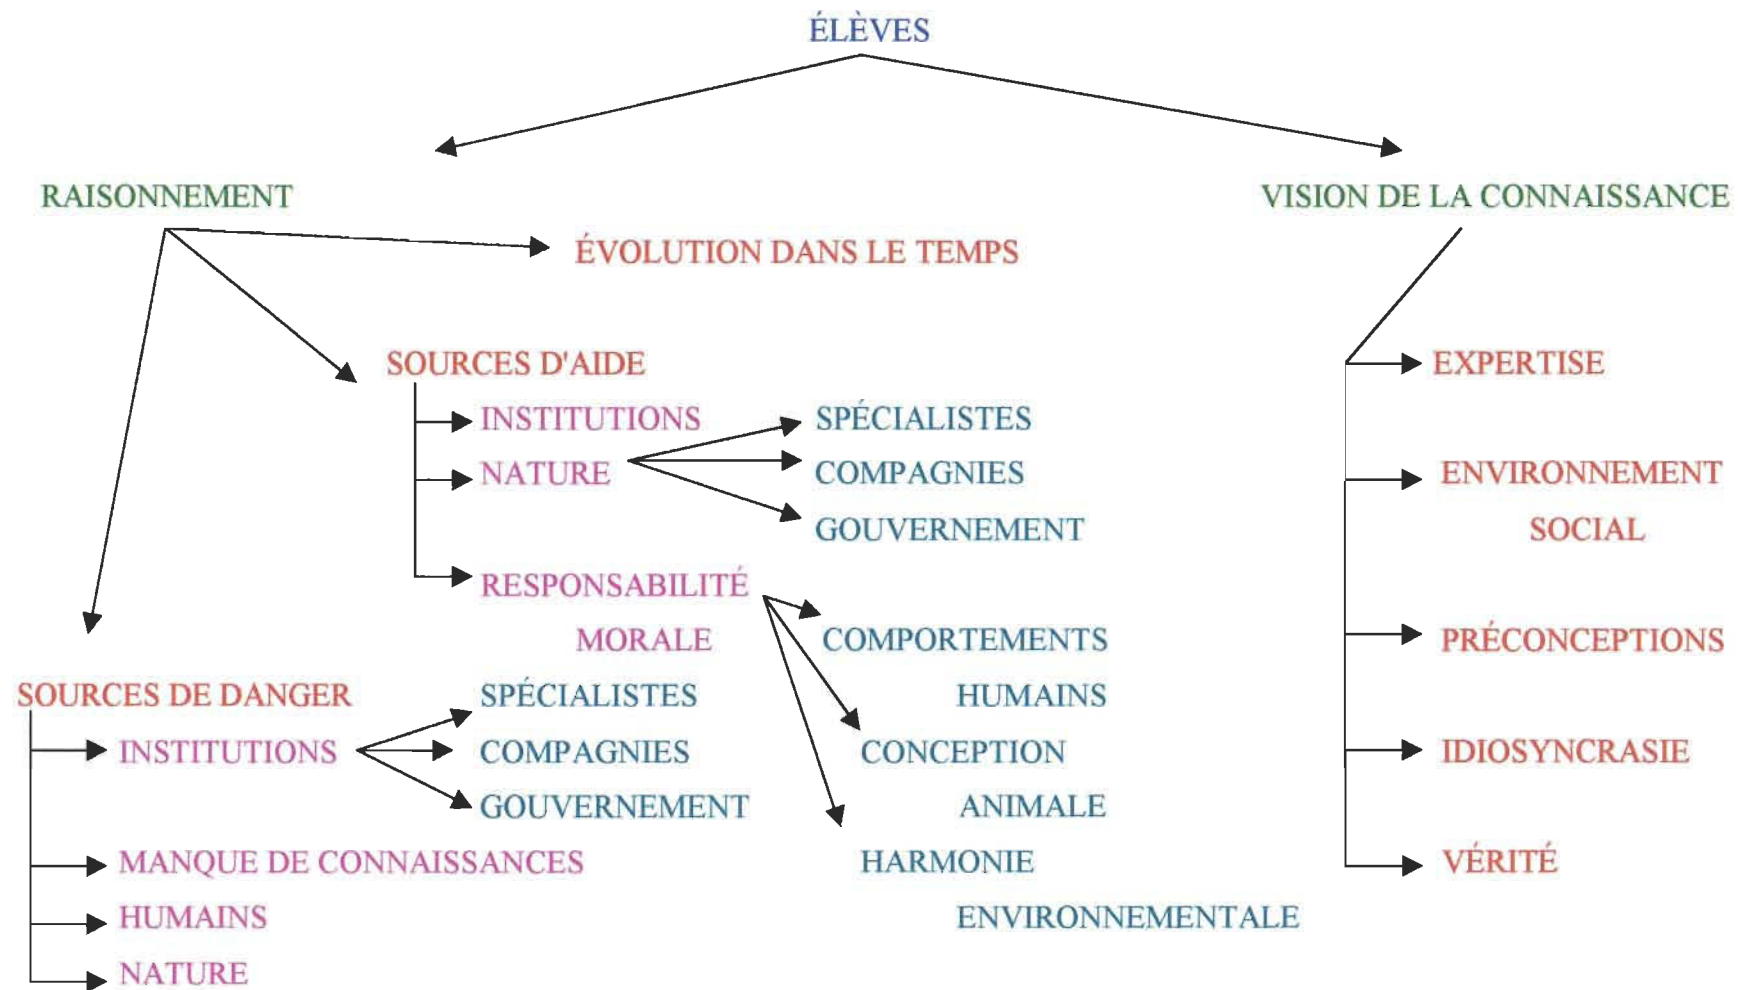 ÉLÈVES
RAISONNEMENT
VISION DE LA CONNAISSANCE
ÉVOLUTION DANS LE TEMPS
SOURCES D'AIDE
INSTITUTIONS
NATURE
RESPONSABILITÉ
MORALE
SPÉCIALISTES
COMPAGNIES
GOUVERNEMENT
COMPORTEMENTS
HUMAINS
CONCEPTION
ANIMALE
HARMONIE
ENVIRONNEMENTALE
SOURCES DE DANGER
INSTITUTIONS
MANQUE DE CONNAISSANCES
HUMAINS
NATURE
SPÉCIALISTES
COMPAGNIES
GOUVERNEMENT
EXPERTISE
ENVIRONNEMENT
SOCIAL
PRÉCONCEPTIONS
IDIOSYNCRASIE
VÉRITÉ